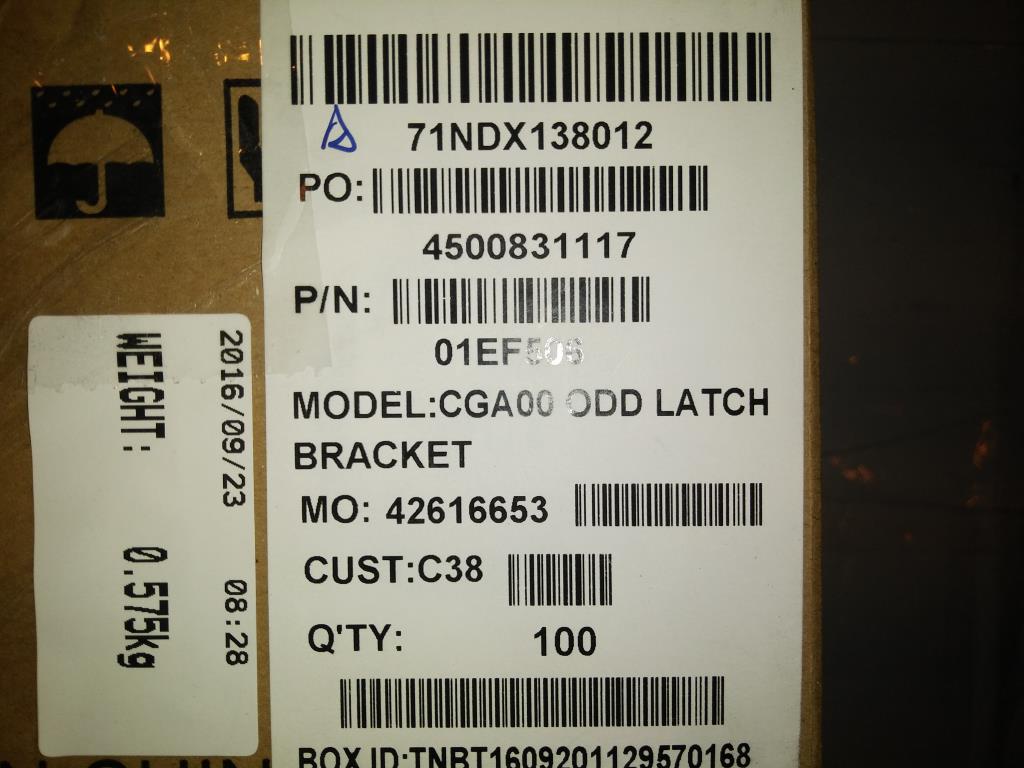 71NDX138012
PO:
4500831117
P/N:
01EF506
MODEL:CGA00 ODD LATCH
BRACKET
MO: 42616653
CUST:C38
Q'TY: 100
BOX ID:TNBT1609201129570168
2016/09/23 08:28
WEIGHT: 0.575kg